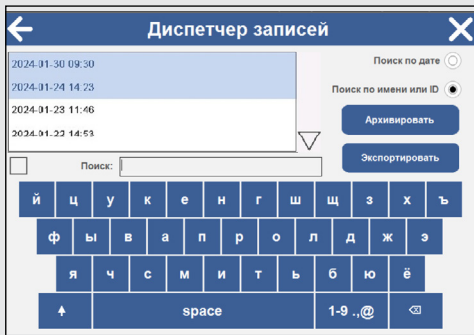 Диспетчер записей
2024-01-30 09:30
2024-01-24 14:23
2024-01-23 11:46
2024-01-22 14:53
Поиск по дате
Поиск по имени или ID
Архивировать
Экспортировать
Поиск:
й ц у к е н г ш щ з х ъ
ф ы в а п р о л д ж э
я ч с м и т ь б ю ё
space 1-9 .,@